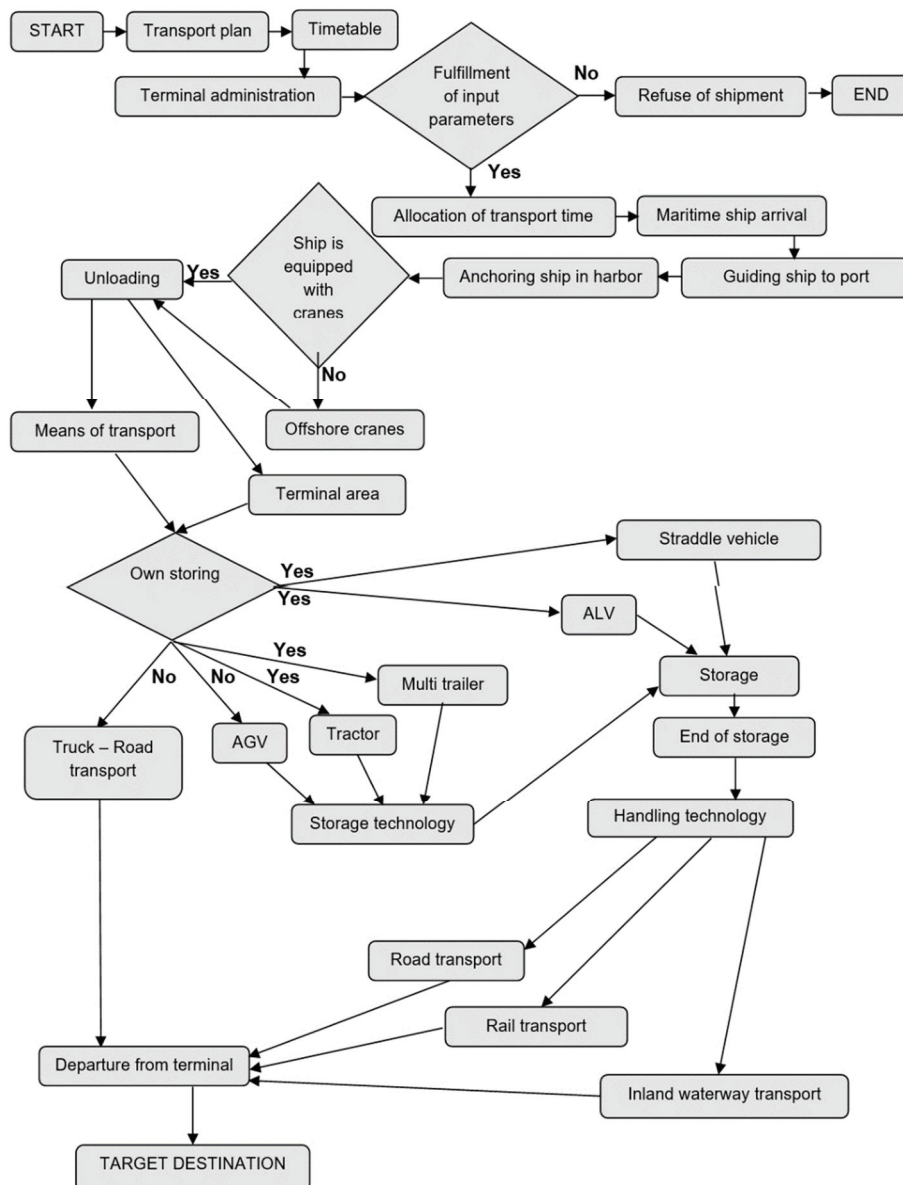 START
Transport plan
Timetable
Terminal administration
Fulfillment
of input
parameters
No
Refuse of shipment
END
Yes
Allocation of transport time
Maritime ship arrival
Ship is
equipped
with
cranes
Yes
Unloading
Anchoring ship in harbor
Guiding ship to port
No
Means of transport
Offshore cranes
Terminal area
Own storing
Yes
Yes
Straddle vehicle
ALV
No
No
Yes
Yes
Multi trailer
Storage
Truck – Road
transport
AGV
Tractor
End of storage
Storage technology
Handling technology
Road transport
Rail transport
Departure from terminal
Inland waterway transport
TARGET DESTINATION